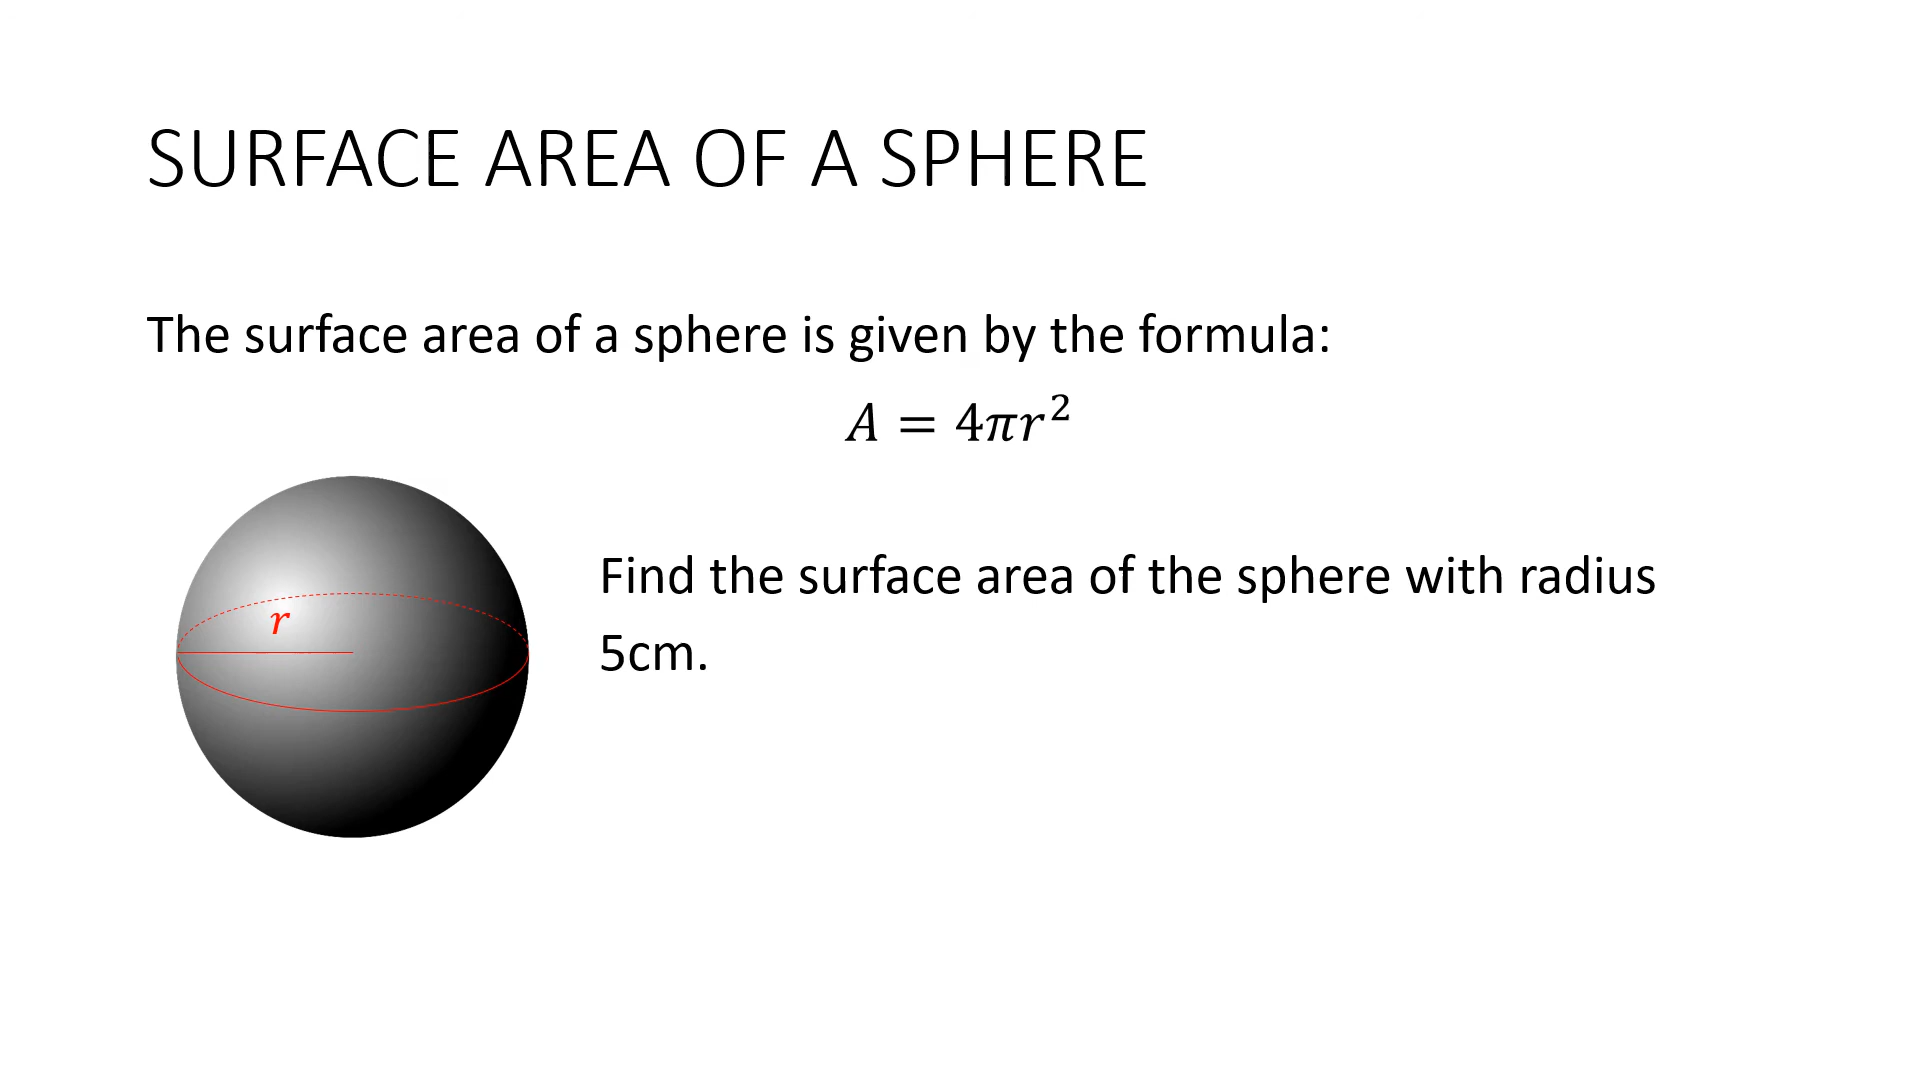 SURFACE AREA OF A SPHERE
The surface area of a sphere is given by the formula:
A = 4πr²
r
Find the surface area of the sphere with radius
5cm.